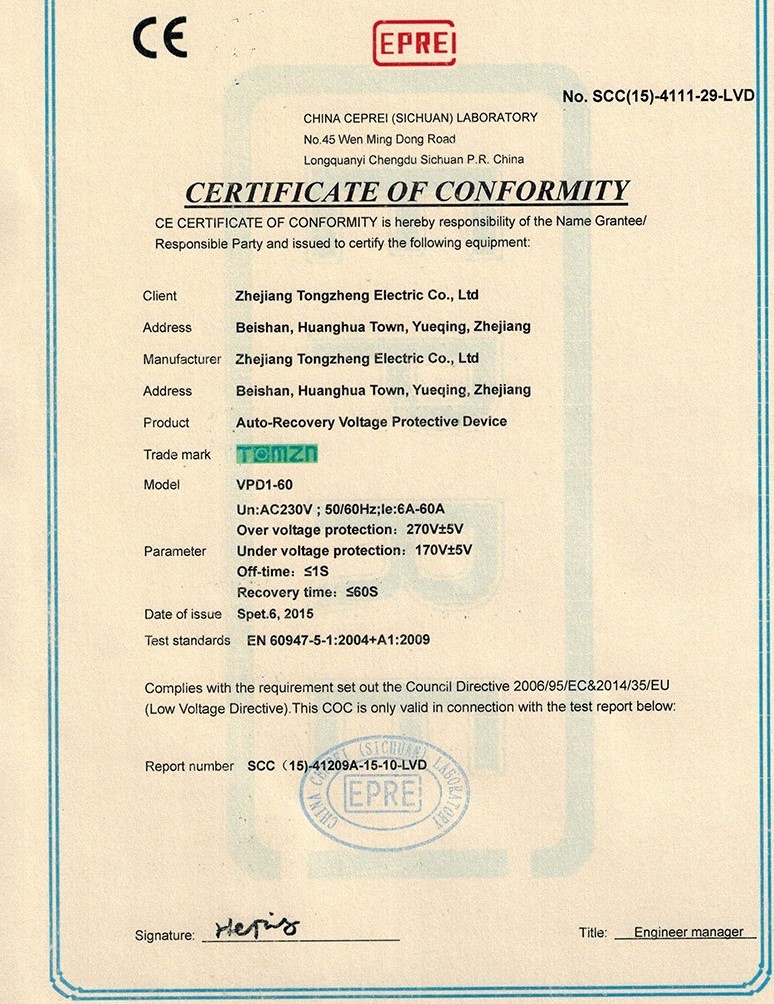 CE
EPREI
No. SCC(15)-4111-29-LVD
CHINA CEPREI (SICHUAN) LABORATORY
No.45 Wen Ming Dong Road
Longquanyi Chengdu Sichuan P.R. China
CERTIFICATE OF CONFORMITY
CE CERTIFICATE OF CONFORMITY is hereby responsibility of the Name Grantee/
Responsible Party and issued to certify the following equipment:
Client Zhejiang Tongzheng Electric Co., Ltd
Address Beishan, Huanghua Town, Yueqing, Zhejiang
Manufacturer Zhejiang Tongzheng Electric Co., Ltd
Address Beishan, Huanghua Town, Yueqing, Zhejiang
Product Auto-Recovery Voltage Protective Device
Trade mark TOMZN
Model VPD1-60
Un:AC230V ; 50/60Hz;Ie:6A-60A
Over voltage protection: 270V±5V
Parameter Under voltage protection: 170V±5V
Off-time: ≤1S
Recovery time: ≤60S
Date of issue Spet.6, 2015
Test standards EN 60947-5-1:2004+A1:2009
Complies with the requirement set out the Council Directive 2006/95/EC&2014/35/EU
(Low Voltage Directive).This COC is only valid in connection with the test report below:
Report number SCC (15)-41209A-15-10-LVD
CHINA CEPREI (SICHUAN) LABORATORY
EPREI
Signature:
Title: Engineer manager